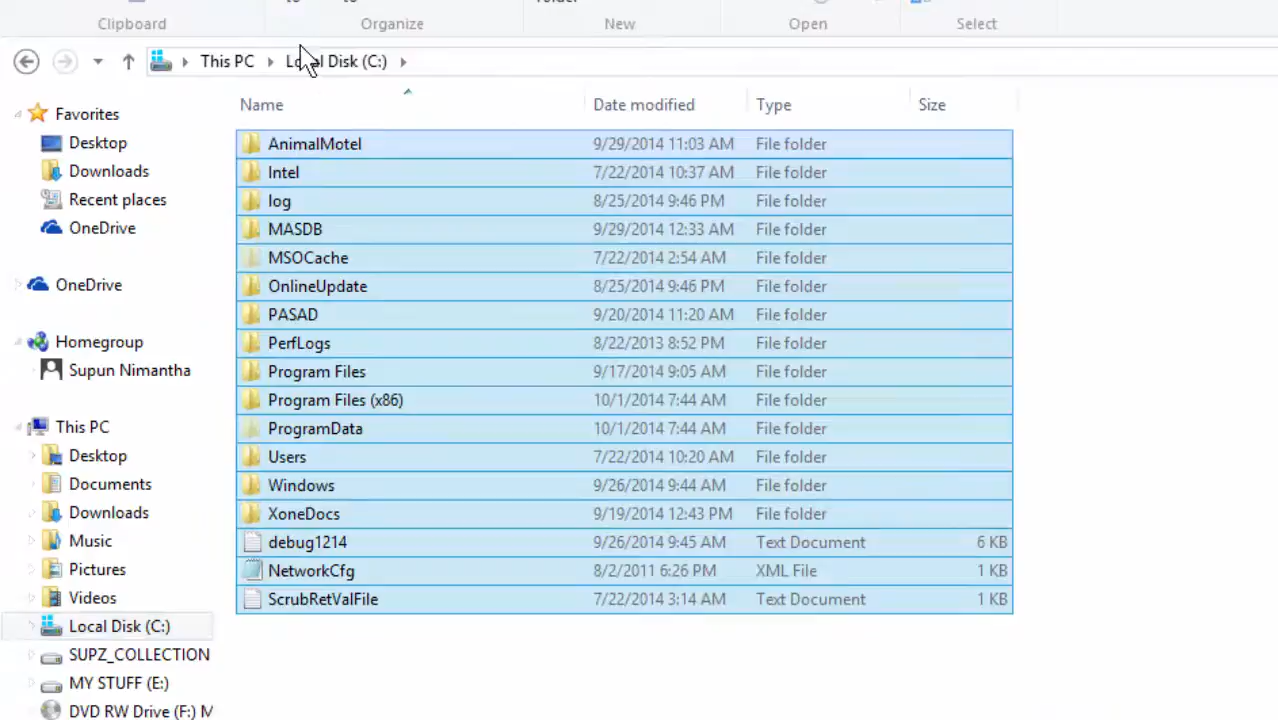 Folder
Clipboard Organize New Open Select
This PC Local Disk (C:)
Name Date modified Type Size
Favorites
Desktop
Downloads
Recent places
OneDrive
OneDrive
Homegroup
Supun Nimantha
This PC
Desktop
Documents
Downloads
Music
Pictures
Videos
Local Disk (C:)
SUPZ_COLLECTION
MY STUFF (E:)
DVD RW Drive (F:) M
AnimalMotel 9/29/2014 11:03 AM File folder
Intel 7/22/2014 10:37 AM File folder
log 8/25/2014 9:46 PM File folder
MASDB 9/29/2014 12:33 AM File folder
MSOCache 7/22/2014 2:54 AM File folder
OnlineUpdate 8/25/2014 9:46 PM File folder
PASAD 9/20/2014 11:20 AM File folder
PerfLogs 8/22/2013 8:52 PM File folder
Program Files 9/17/2014 9:05 AM File folder
Program Files (x86) 10/1/2014 7:44 AM File folder
ProgramData 10/1/2014 7:44 AM File folder
Users 7/22/2014 10:20 AM File folder
Windows 9/26/2014 9:44 AM File folder
XoneDocs 9/19/2014 12:43 PM File folder
debug1214 9/26/2014 9:45 AM Text Document 6 KB
NetworkCfg 8/2/2011 6:26 PM XML File 1 KB
ScrubRetValFile 7/22/2014 3:14 AM Text Document 1 KB